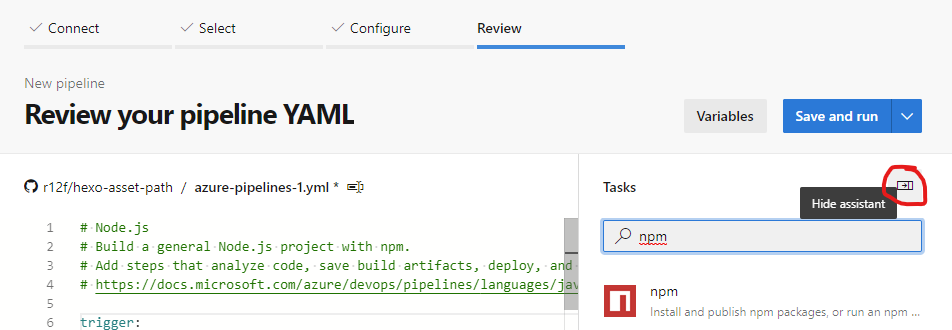 Connect
Select
Configure
Review
New pipeline
Review your pipeline YAML
Variables
Save and run
r12f/hexo-asset-path / azure-pipelines-1.yml *
Tasks
Hide assistant
1 # Node.js
2 # Build a general Node.js project with npm.
3 # Add steps that analyze code, save build artifacts, deploy, and
4 # https://docs.microsoft.com/azure/devops/pipelines/languages/jav
5
6 trigger:
npm
npm
Install and publish npm packages, or run an npm ...